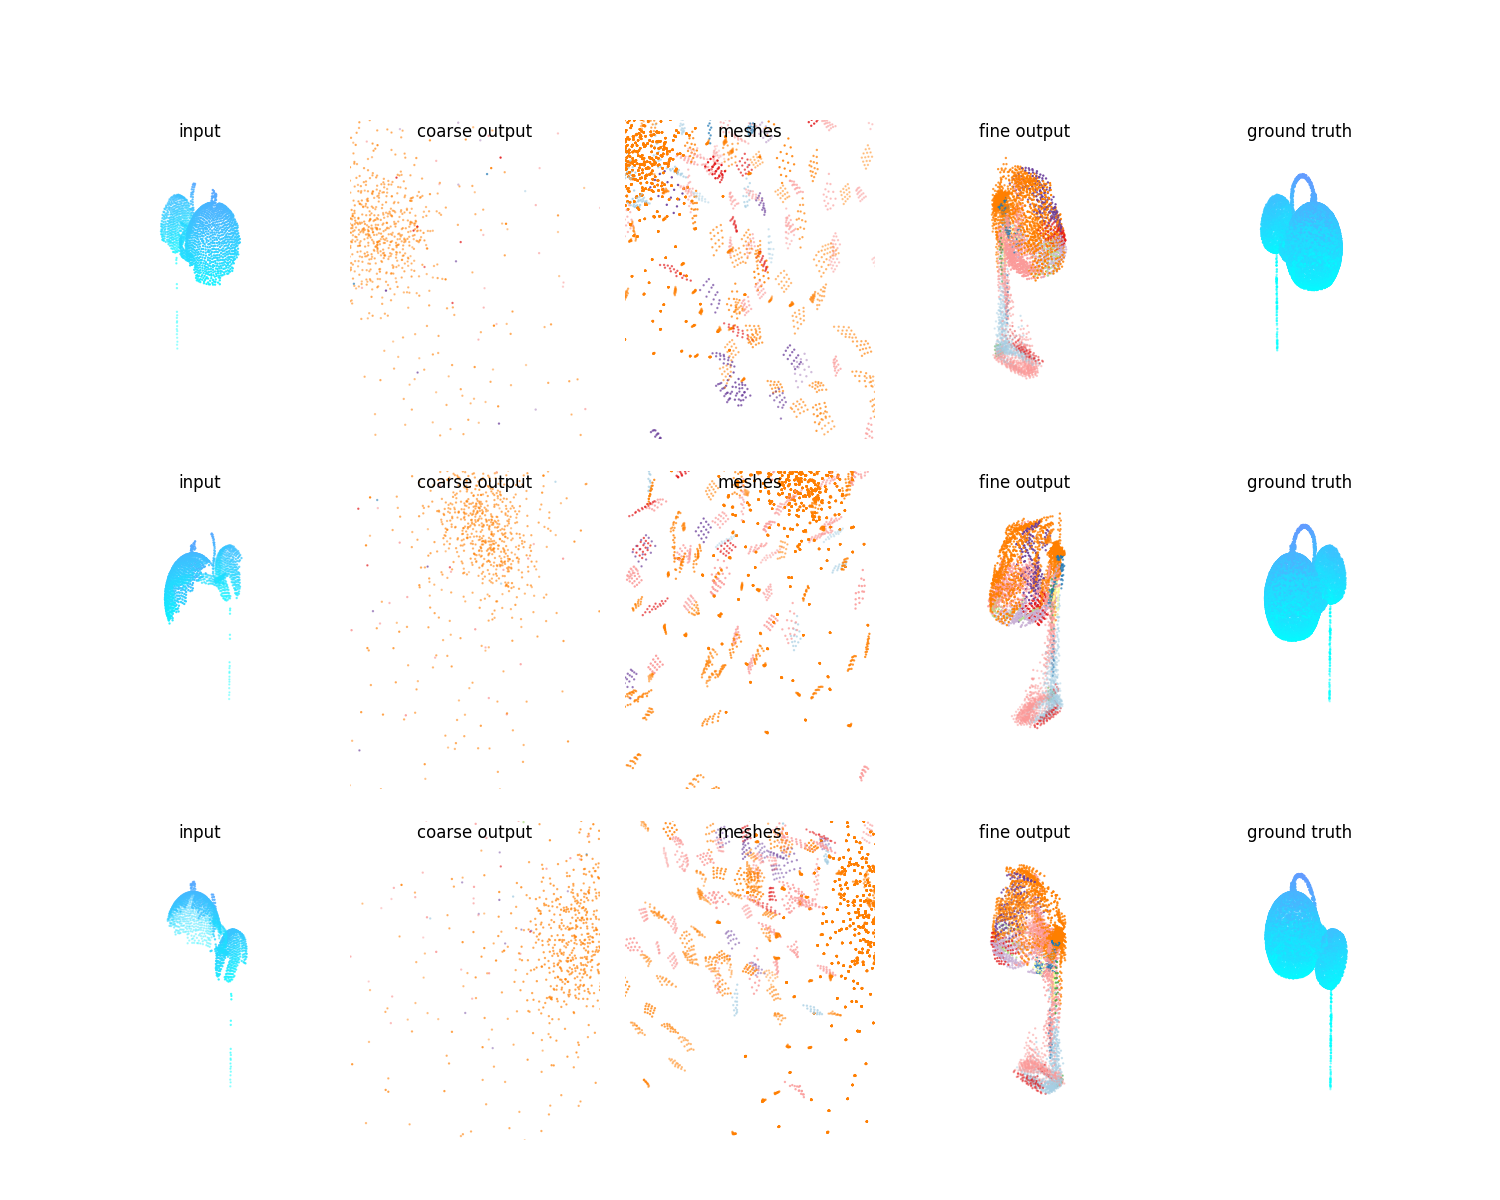 input
coarse output
meshes
fine output
ground truth
input
coarse output
meshes
fine output
ground truth
input
coarse output
meshes
fine output
ground truth